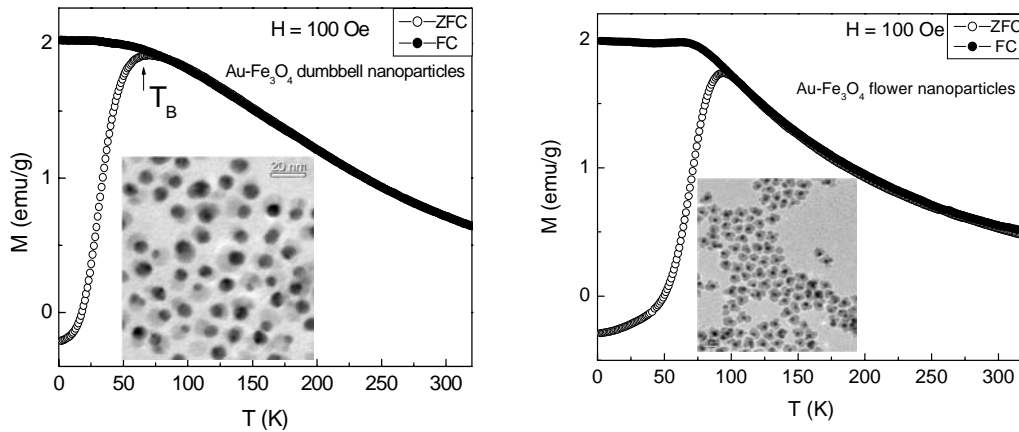 H = 100 Oe
ZFC
FC
Au-Fe₃O₄ dumbbell nanoparticles
T_B
20 nm
M (emu/g)
2
1
0
0 50 100 150 200 250 300
T (K)
H = 100 Oe
ZFC
FC
Au-Fe₃O₄ flower nanoparticles
M (emu/g)
2
1
0
0 50 100 150 200 250 300
T (K)